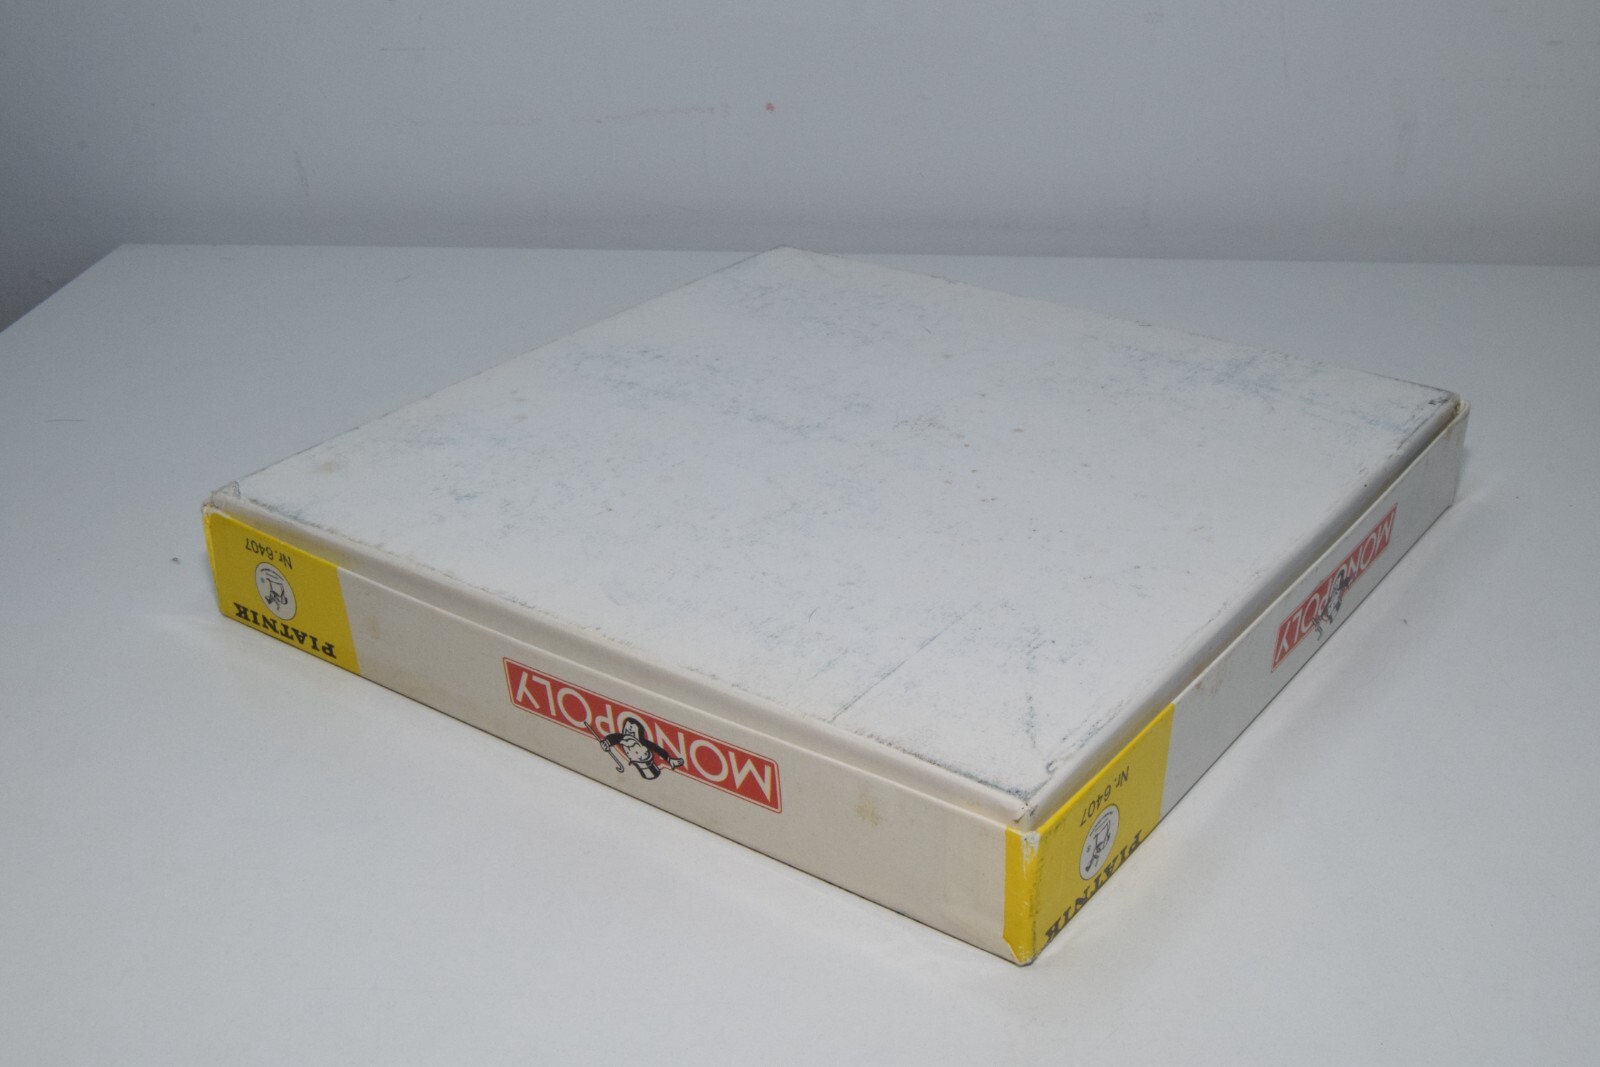 PIATNIK
Nr. 6407
MONOPOLY
PIATNIK
Nr. 6407
MONOPOLY